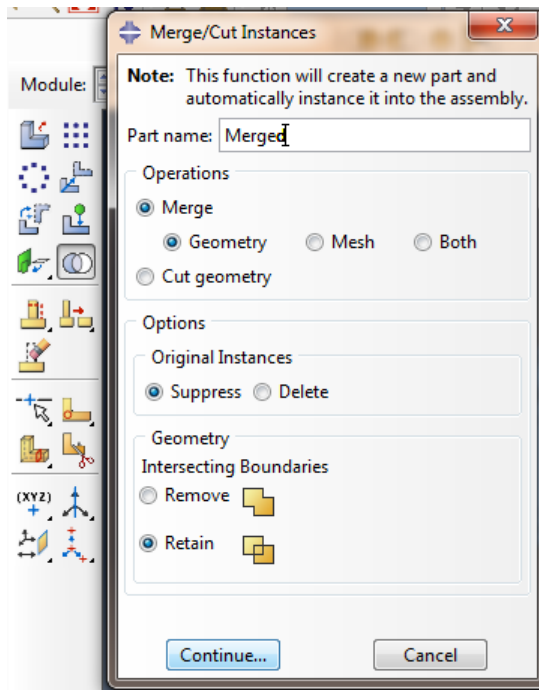 Merge/Cut Instances
Module:
Note: This function will create a new part and
automatically instance it into the assembly.
Part name: Merged
Operations
Merge
Geometry Mesh Both
Cut geometry
Options
Original Instances
Suppress Delete
Geometry
Intersecting Boundaries
Remove
Retain
(XYZ)
Continue... Cancel